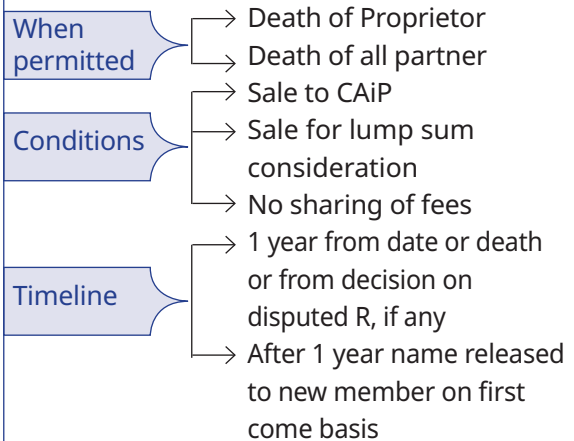 When
permitted
Death of Proprietor
Death of all partner
Conditions
Sale to CAiP
Sale for lump sum
consideration
No sharing of fees
Timeline
1 year from date or death
or from decision on
disputed R, if any
After 1 year name released
to new member on first
come basis